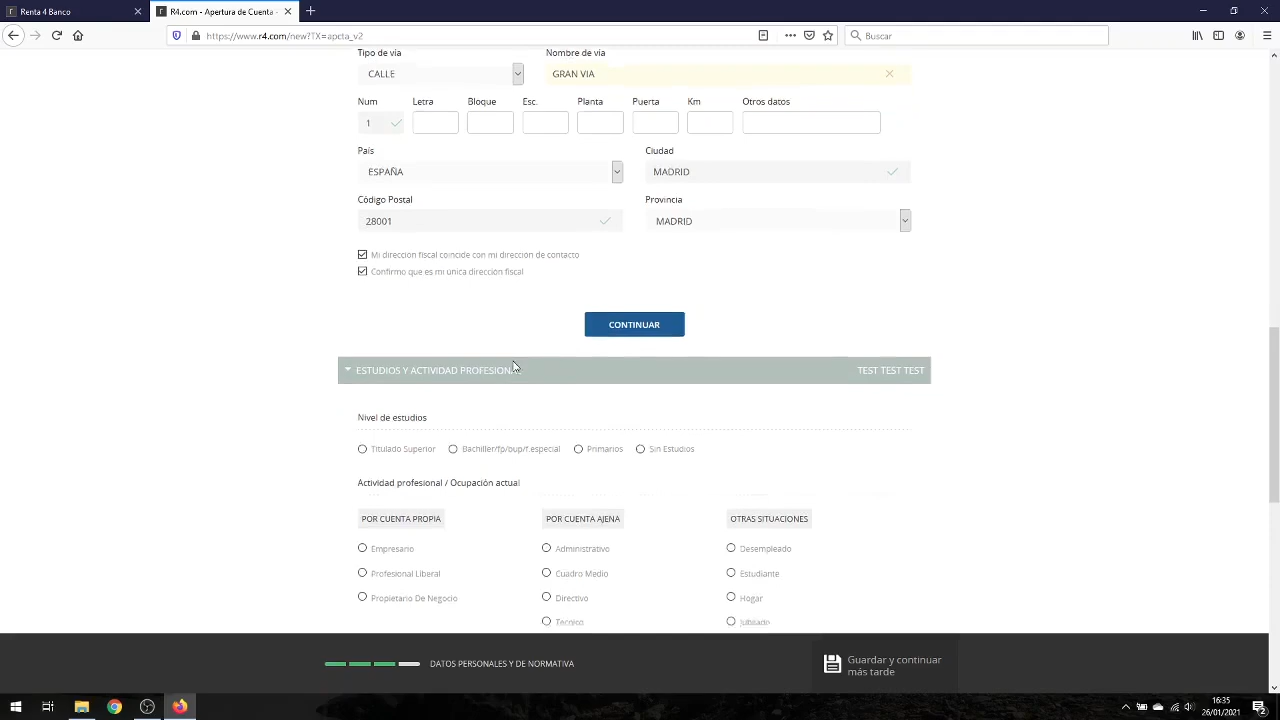 Renta 4 Banco
R4.com - Apertura de Cuenta -
https://www.r4.com/new?TX=apcta_v2
Buscar
Tipo de vía
Nombre de vía
CALLE
GRAN VIA
Num
Letra
Bloque
Esc.
Planta
Puerta
Km
Otros datos
1
País
Ciudad
ESPAÑA
MADRID
Código Postal
Provincia
28001
MADRID
Mi dirección fiscal coincide con mi dirección de contacto
Confirmo que es mi única dirección fiscal
CONTINUAR
ESTUDIOS Y ACTIVIDAD PROFESIONAL
TEST TEST TEST
Nivel de estudios
Titulado Superior
Bachiller/fp/bup/f.especial
Primarios
Sin Estudios
Actividad profesional / Ocupación actual
POR CUENTA PROPIA
POR CUENTA AJENA
OTRAS SITUACIONES
Empresario
Administrativo
Desempleado
Profesional Liberal
Cuadro Medio
Estudiante
Propietario De Negocio
Directivo
Hogar
Técnico
Jubilado
DATOS PERSONALES Y DE NORMATIVA
Guardar y continuar
más tarde
16:35
26/01/2021